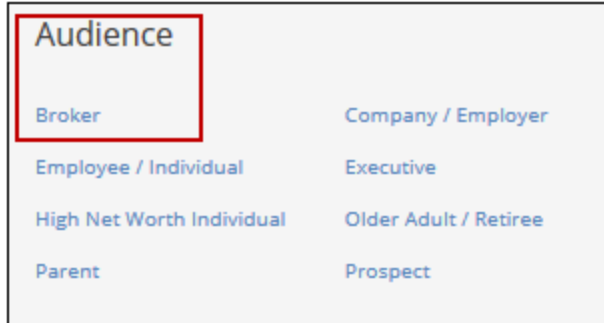 Audience
Broker
Company / Employer
Employee / Individual
Executive
High Net Worth Individual
Older Adult / Retiree
Parent
Prospect